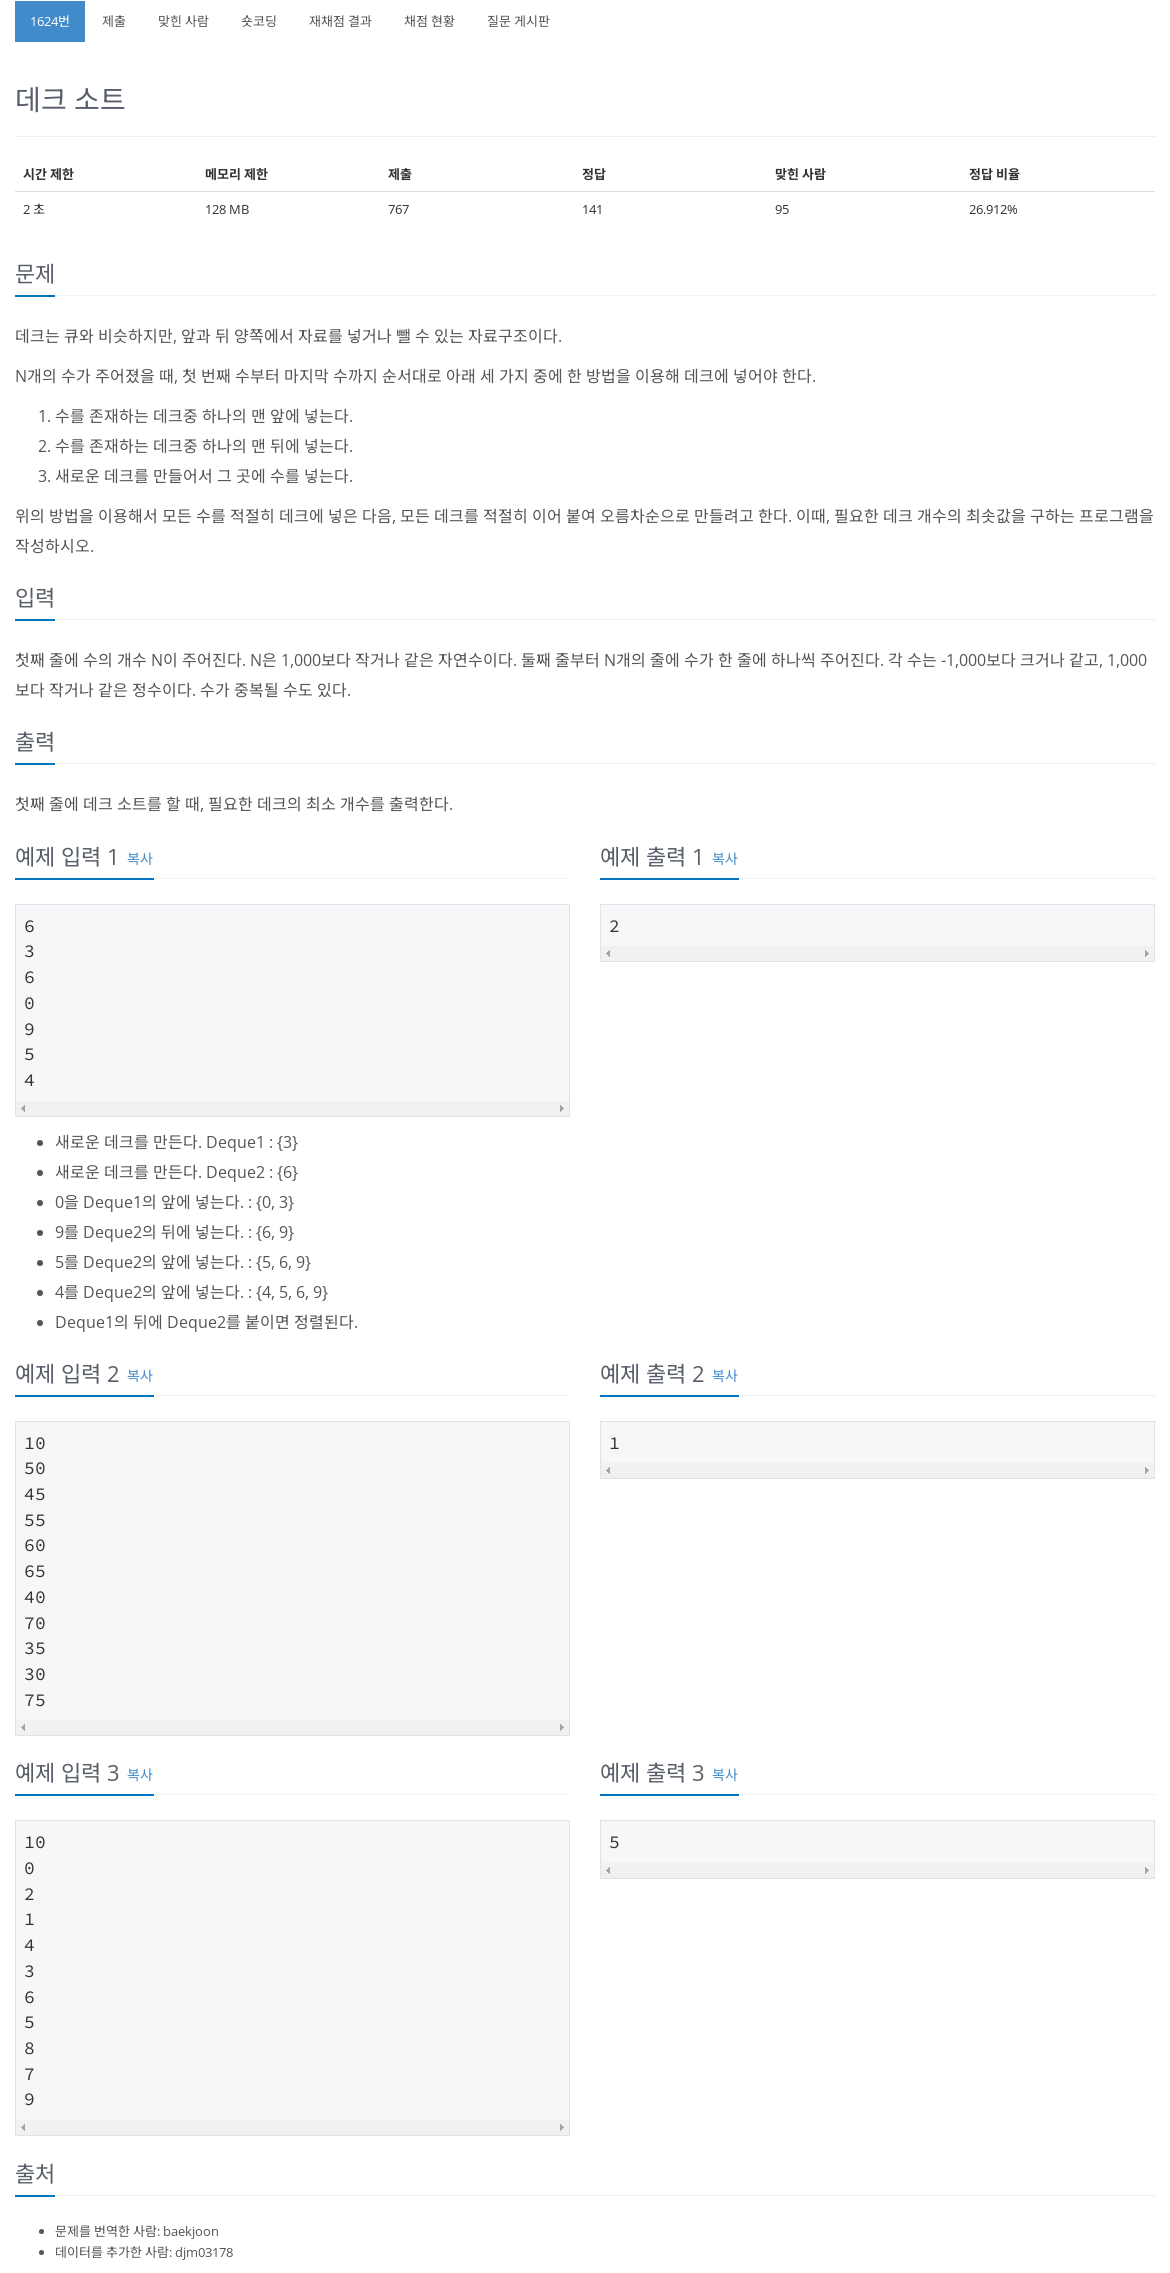 1624번 제출 맞힌 사람 숏코딩 재채점 결과 채점 현황 질문 게시판
데크 소트
시간 제한 메모리 제한 제출 정답 맞힌 사람 정답 비율
2 초 128 MB 767 141 95 26.912%
문제
데크는 큐와 비슷하지만, 앞과 뒤 양쪽에서 자료를 넣거나 뺄 수 있는 자료구조이다.
N개의 수가 주어졌을 때, 첫 번째 수부터 마지막 수까지 순서대로 아래 세 가지 중에 한 방법을 이용해 데크에 넣어야 한다.
1. 수를 존재하는 데크중 하나의 맨 앞에 넣는다.
2. 수를 존재하는 데크중 하나의 맨 뒤에 넣는다.
3. 새로운 데크를 만들어서 그 곳에 수를 넣는다.
위의 방법을 이용해서 모든 수를 적절히 데크에 넣은 다음, 모든 데크를 적절히 이어 붙여 오름차순으로 만들려고 한다. 이때, 필요한 데크 개수의 최솟값을 구하는 프로그램을
작성하시오.
입력
첫째 줄에 수의 개수 N이 주어진다. N은 1,000보다 작거나 같은 자연수이다. 둘째 줄부터 N개의 줄에 수가 한 줄에 하나씩 주어진다. 각 수는 -1,000보다 크거나 같고, 1,000
보다 작거나 같은 정수이다. 수가 중복될 수도 있다.
출력
첫째 줄에 데크 소트를 할 때, 필요한 데크의 최소 개수를 출력한다.
예제 입력 1 복사
6
3
6
0
9
5
4
예제 출력 1 복사
2
• 새로운 데크를 만든다. Deque1 : {3}
• 새로운 데크를 만든다. Deque2 : {6}
• 0을 Deque1의 앞에 넣는다. : {0, 3}
• 9를 Deque2의 뒤에 넣는다. : {6, 9}
• 5를 Deque2의 앞에 넣는다. : {5, 6, 9}
• 4를 Deque2의 앞에 넣는다. : {4, 5, 6, 9}
• Deque1의 뒤에 Deque2를 붙이면 정렬된다.
예제 입력 2 복사
10
50
45
55
60
65
40
70
35
30
75
예제 출력 2 복사
1
예제 입력 3 복사
10
0
2
1
4
3
6
5
8
7
9
예제 출력 3 복사
5
출처
• 문제를 번역한 사람: baekjoon
• 데이터를 추가한 사람: djm03178